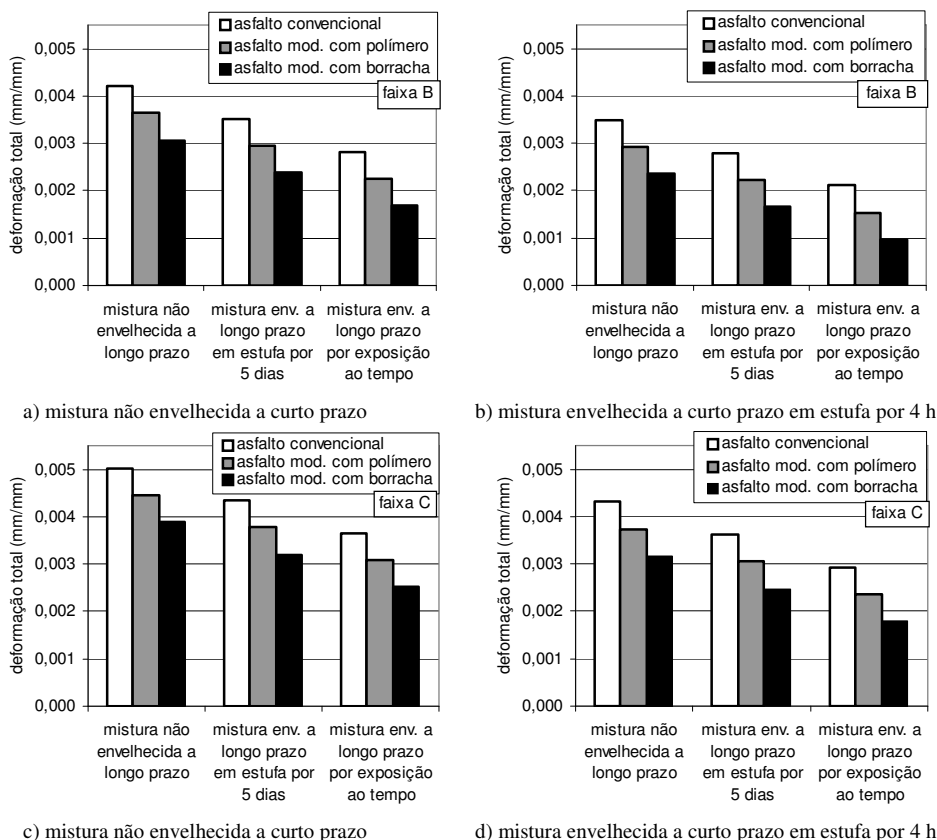 asfalto convencional
asfalto mod. com polímero
asfalto mod. com borracha
faixa B
deformação total (mm/mm)
0,005
0,004
0,003
0,002
0,001
0,000
mistura não
envelhecida a
longo prazo
mistura env. a
longo prazo
em estufa por
5 dias
mistura env. a
longo prazo
por exposição
ao tempo
a) mistura não envelhecida a curto prazo
asfalto convencional
asfalto mod. com polímero
asfalto mod. com borracha
faixa B
deformação total (mm/mm)
0,005
0,004
0,003
0,002
0,001
0,000
mistura não
envelhecida a
longo prazo
mistura env. a
longo prazo
em estufa por
5 dias
mistura env. a
longo prazo
por exposição
ao tempo
b) mistura envelhecida a curto prazo em estufa por 4 h
asfalto convencional
asfalto mod. com polímero
asfalto mod. com borracha
faixa C
deformação total (mm/mm)
0,005
0,004
0,003
0,002
0,001
0,000
mistura não
envelhecida a
longo prazo
mistura env. a
longo prazo
em estufa por
5 dias
mistura env. a
longo prazo
por exposição
ao tempo
c) mistura não envelhecida a curto prazo
asfalto convencional
asfalto mod. com polímero
asfalto mod. com borracha
faixa C
deformação total (mm/mm)
0,005
0,004
0,003
0,002
0,001
0,000
mistura não
envelhecida a
longo prazo
mistura env. a
longo prazo
em estufa por
5 dias
mistura env. a
longo prazo
por exposição
ao tempo
d) mistura envelhecida a curto prazo em estufa por 4 h